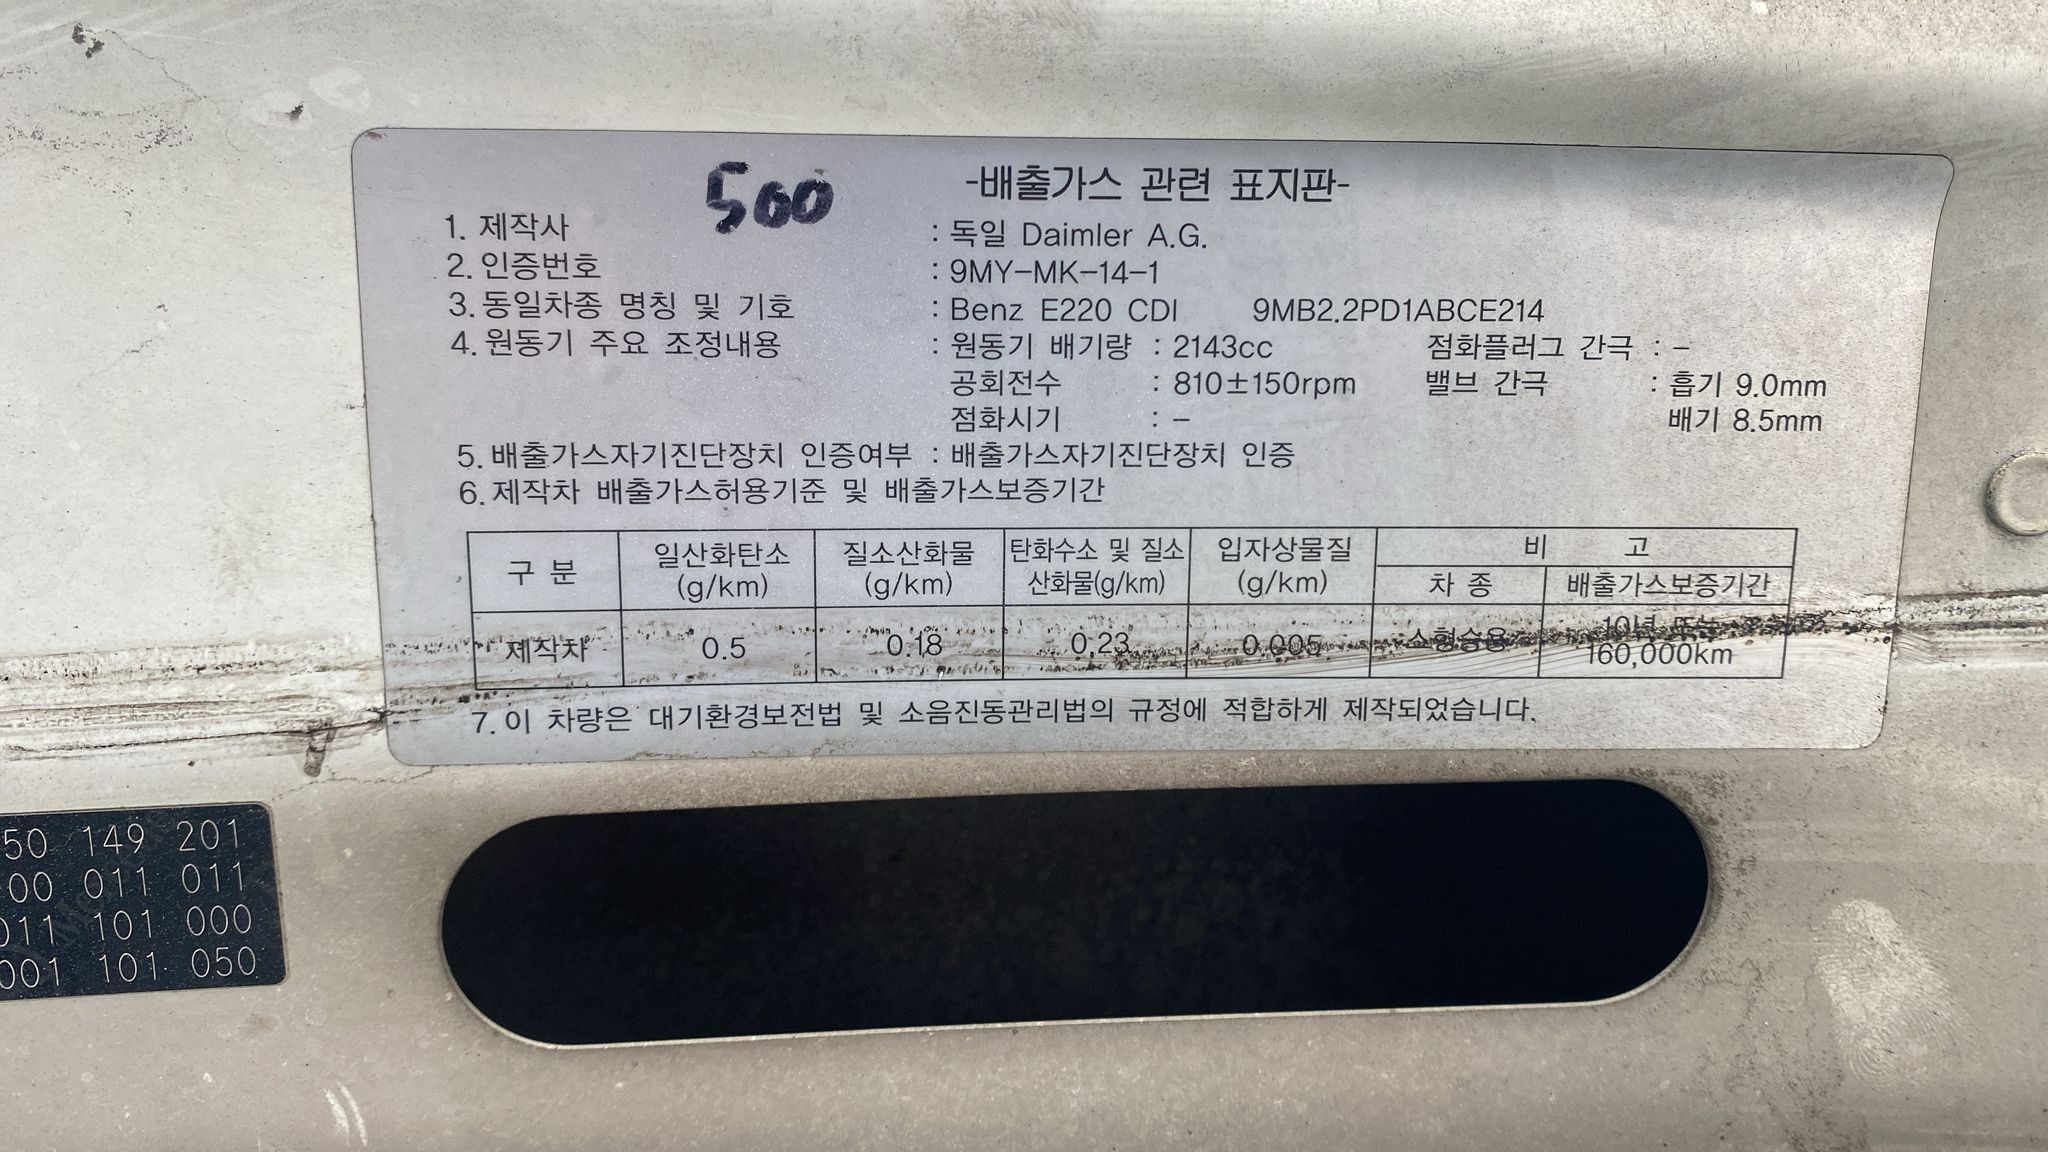 500
-배출가스 관련 표지판-
1. 제작사 : 독일 Daimler A.G.
2. 인증번호 : 9MY-MK-14-1
3. 동일차종 명칭 및 기호 : Benz E220 CDI 9MB2.2PD1ABCE214
4. 원동기 주요 조정내용 : 원동기 배기량 : 2143cc 점화플러그 간극 : -
공회전수 : 810±150rpm 밸브 간극 : 흡기 9.0mm
점화시기 : - 배기 8.5mm
5. 배출가스자기진단장치 인증여부 : 배출가스자기진단장치 인증
6. 제작차 배출가스허용기준 및 배출가스보증기간
구 분 일산화탄소 (g/km) 질소산화물 (g/km) 탄화수소 및 질소 산화물(g/km) 입자상물질 (g/km) 비 고
차 종 배출가스보증기간
제작차 0.5 0.18 0.23 0.005 소형승용 10년 또는
160,000km
7. 이 차량은 대기환경보전법 및 소음진동관리법의 규정에 적합하게 제작되었습니다.
50 149 201
00 011 011
011 101 000
001 101 050